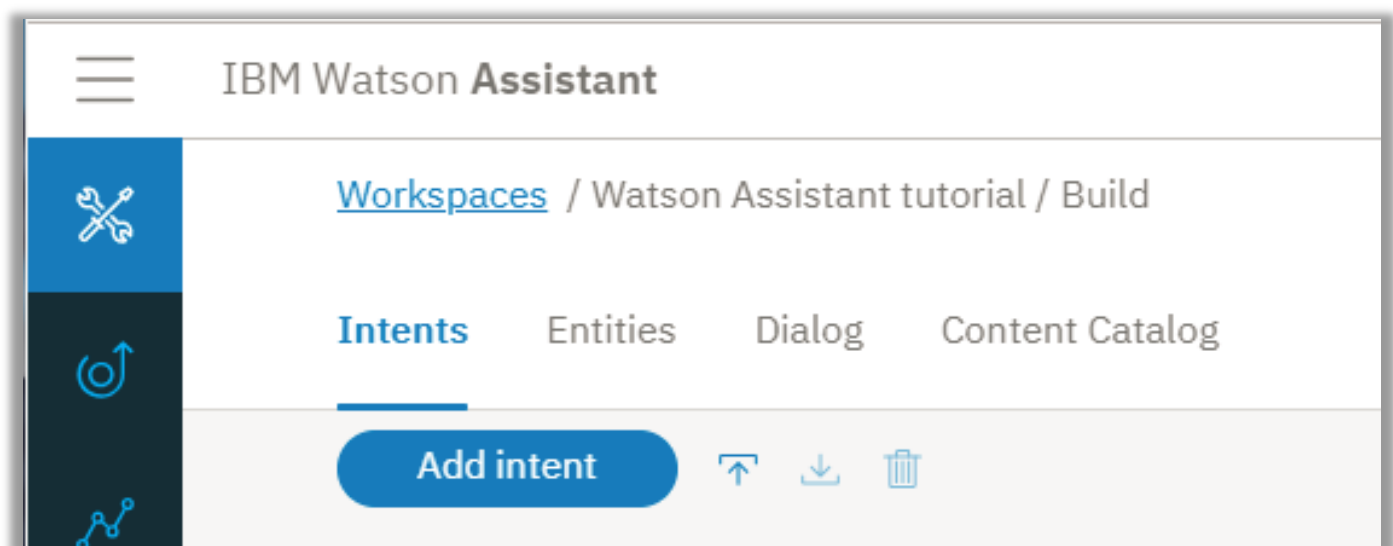 IBM Watson Assistant
Workspaces / Watson Assistant tutorial / Build
Intents Entities Dialog Content Catalog
Add intent